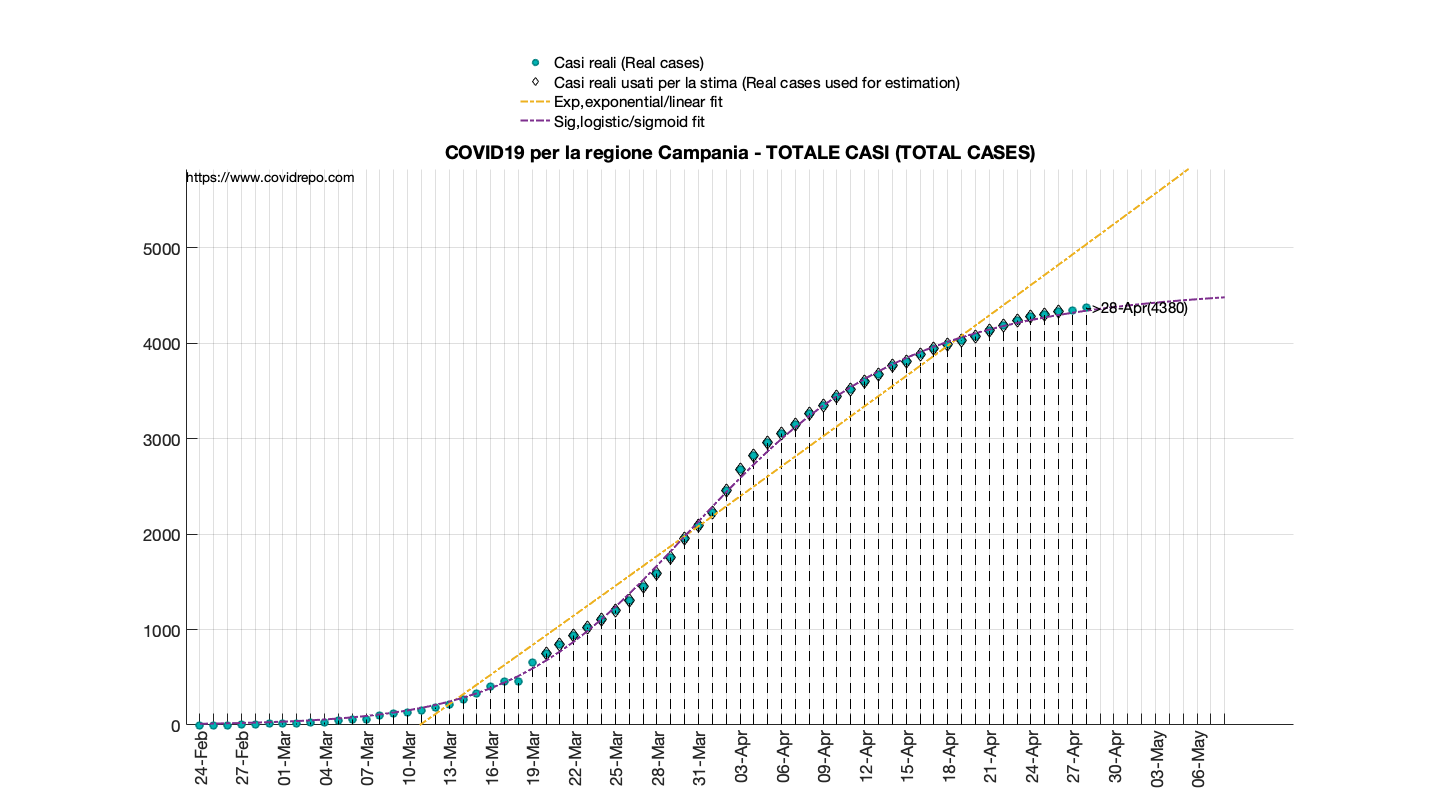 Casi reali (Real cases)
Casi reali usati per la stima (Real cases used for estimation)
Exp,exponential/linear fit
Sig,logistic/sigmoid fit
COVID19 per la regione Campania - TOTALE CASI (TOTAL CASES)
https://www.covidrepo.com
5000
4000
3000
2000
1000
0
->28-Apr(4380)
24-Feb
27-Feb
01-Mar
04-Mar
07-Mar
10-Mar
13-Mar
16-Mar
19-Mar
22-Mar
25-Mar
28-Mar
31-Mar
03-Apr
06-Apr
09-Apr
12-Apr
15-Apr
18-Apr
21-Apr
24-Apr
27-Apr
30-Apr
03-May
06-May